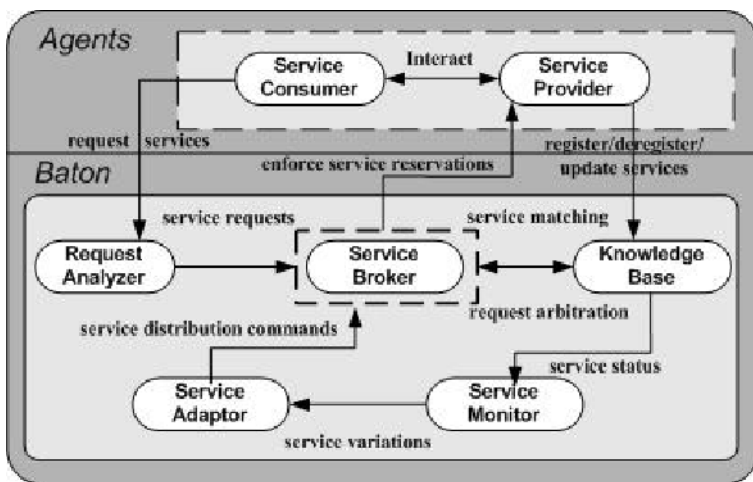 Agents
Service
Consumer
Interact
Service
Provider
request services
enforce service reservations
register/deregister/
update services
Baton
service requests
service matching
Request
Analyzer
Service
Broker
Knowledge
Base
service distribution commands
request arbitration
service status
Service
Adaptor
Service
Monitor
service variations